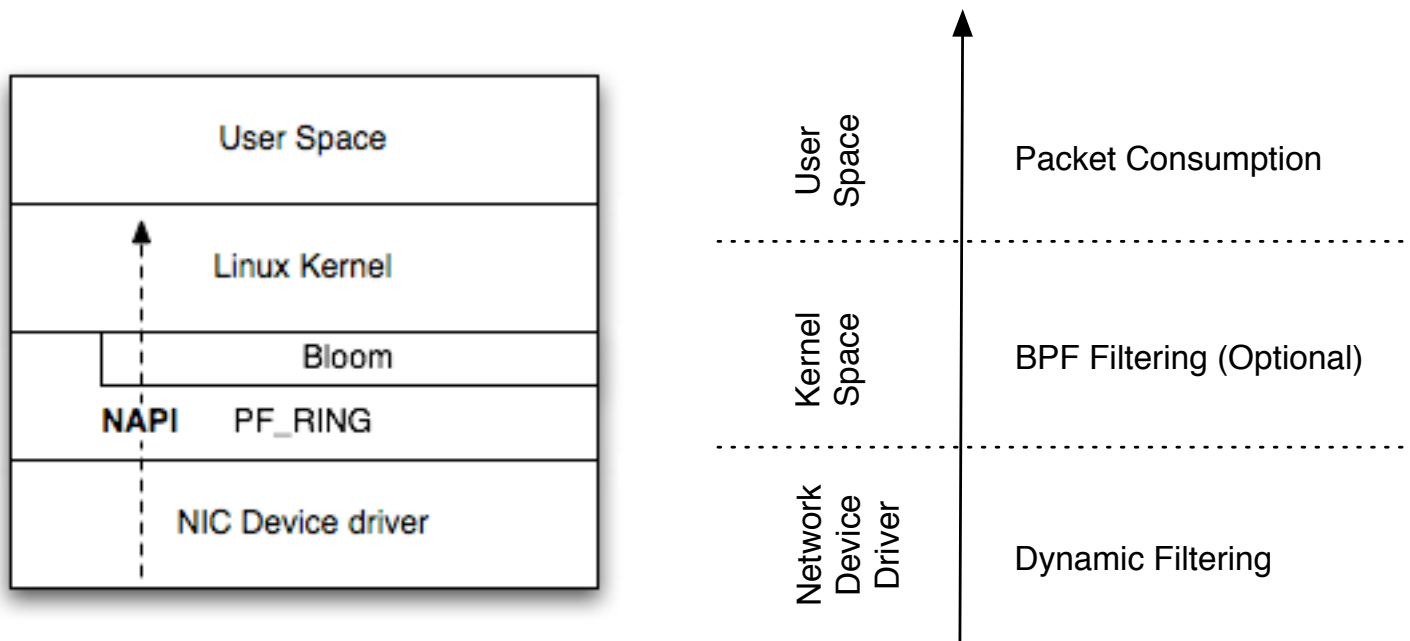 User Space
Linux Kernel
Bloom
NAPI PF_RING
NIC Device driver
User
Space
Packet Consumption
Kernel
Space
BPF Filtering (Optional)
Network
Device
Driver
Dynamic Filtering